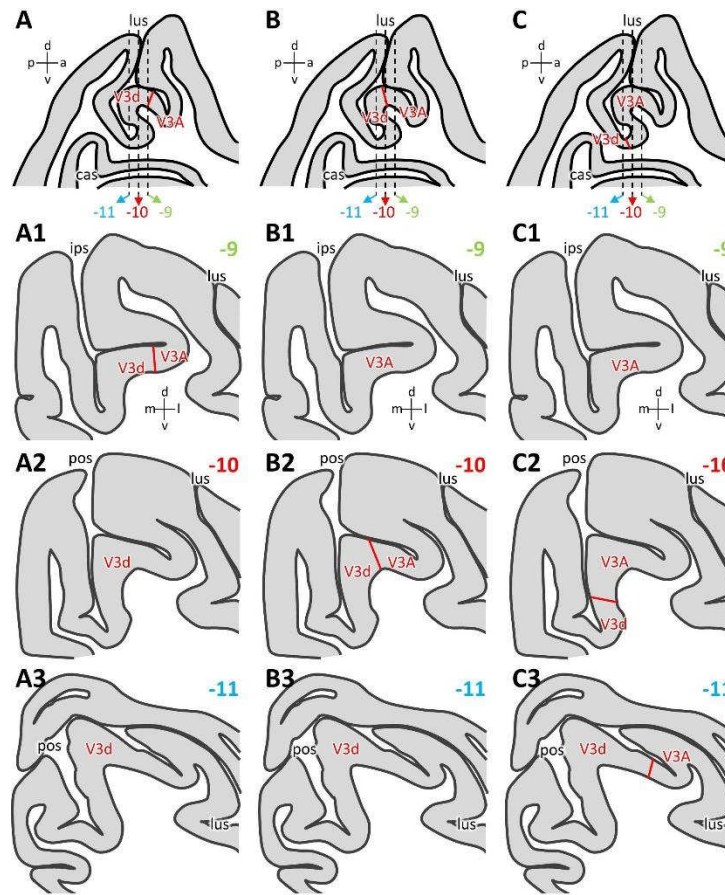 A lus B lus C lus
d d d
p a p a p a
v v v
V3d V3A V3d V3A V3A V3d
cas cas cas
-11 -10 -9 -11 -10 -9 -11 -10 -9
A1 ips -9 B1 ips -9 C1 ips -9
lus lus lus
V3d V3A V3A V3A
d d
m l m l
v v
A2 pos -10 B2 pos -10 C2 pos -10
lus lus
V3d V3d V3A V3A
V3d
A3 -11 B3 -11 C3 -11
pos V3d pos V3d pos V3d V3A
lus lus lus